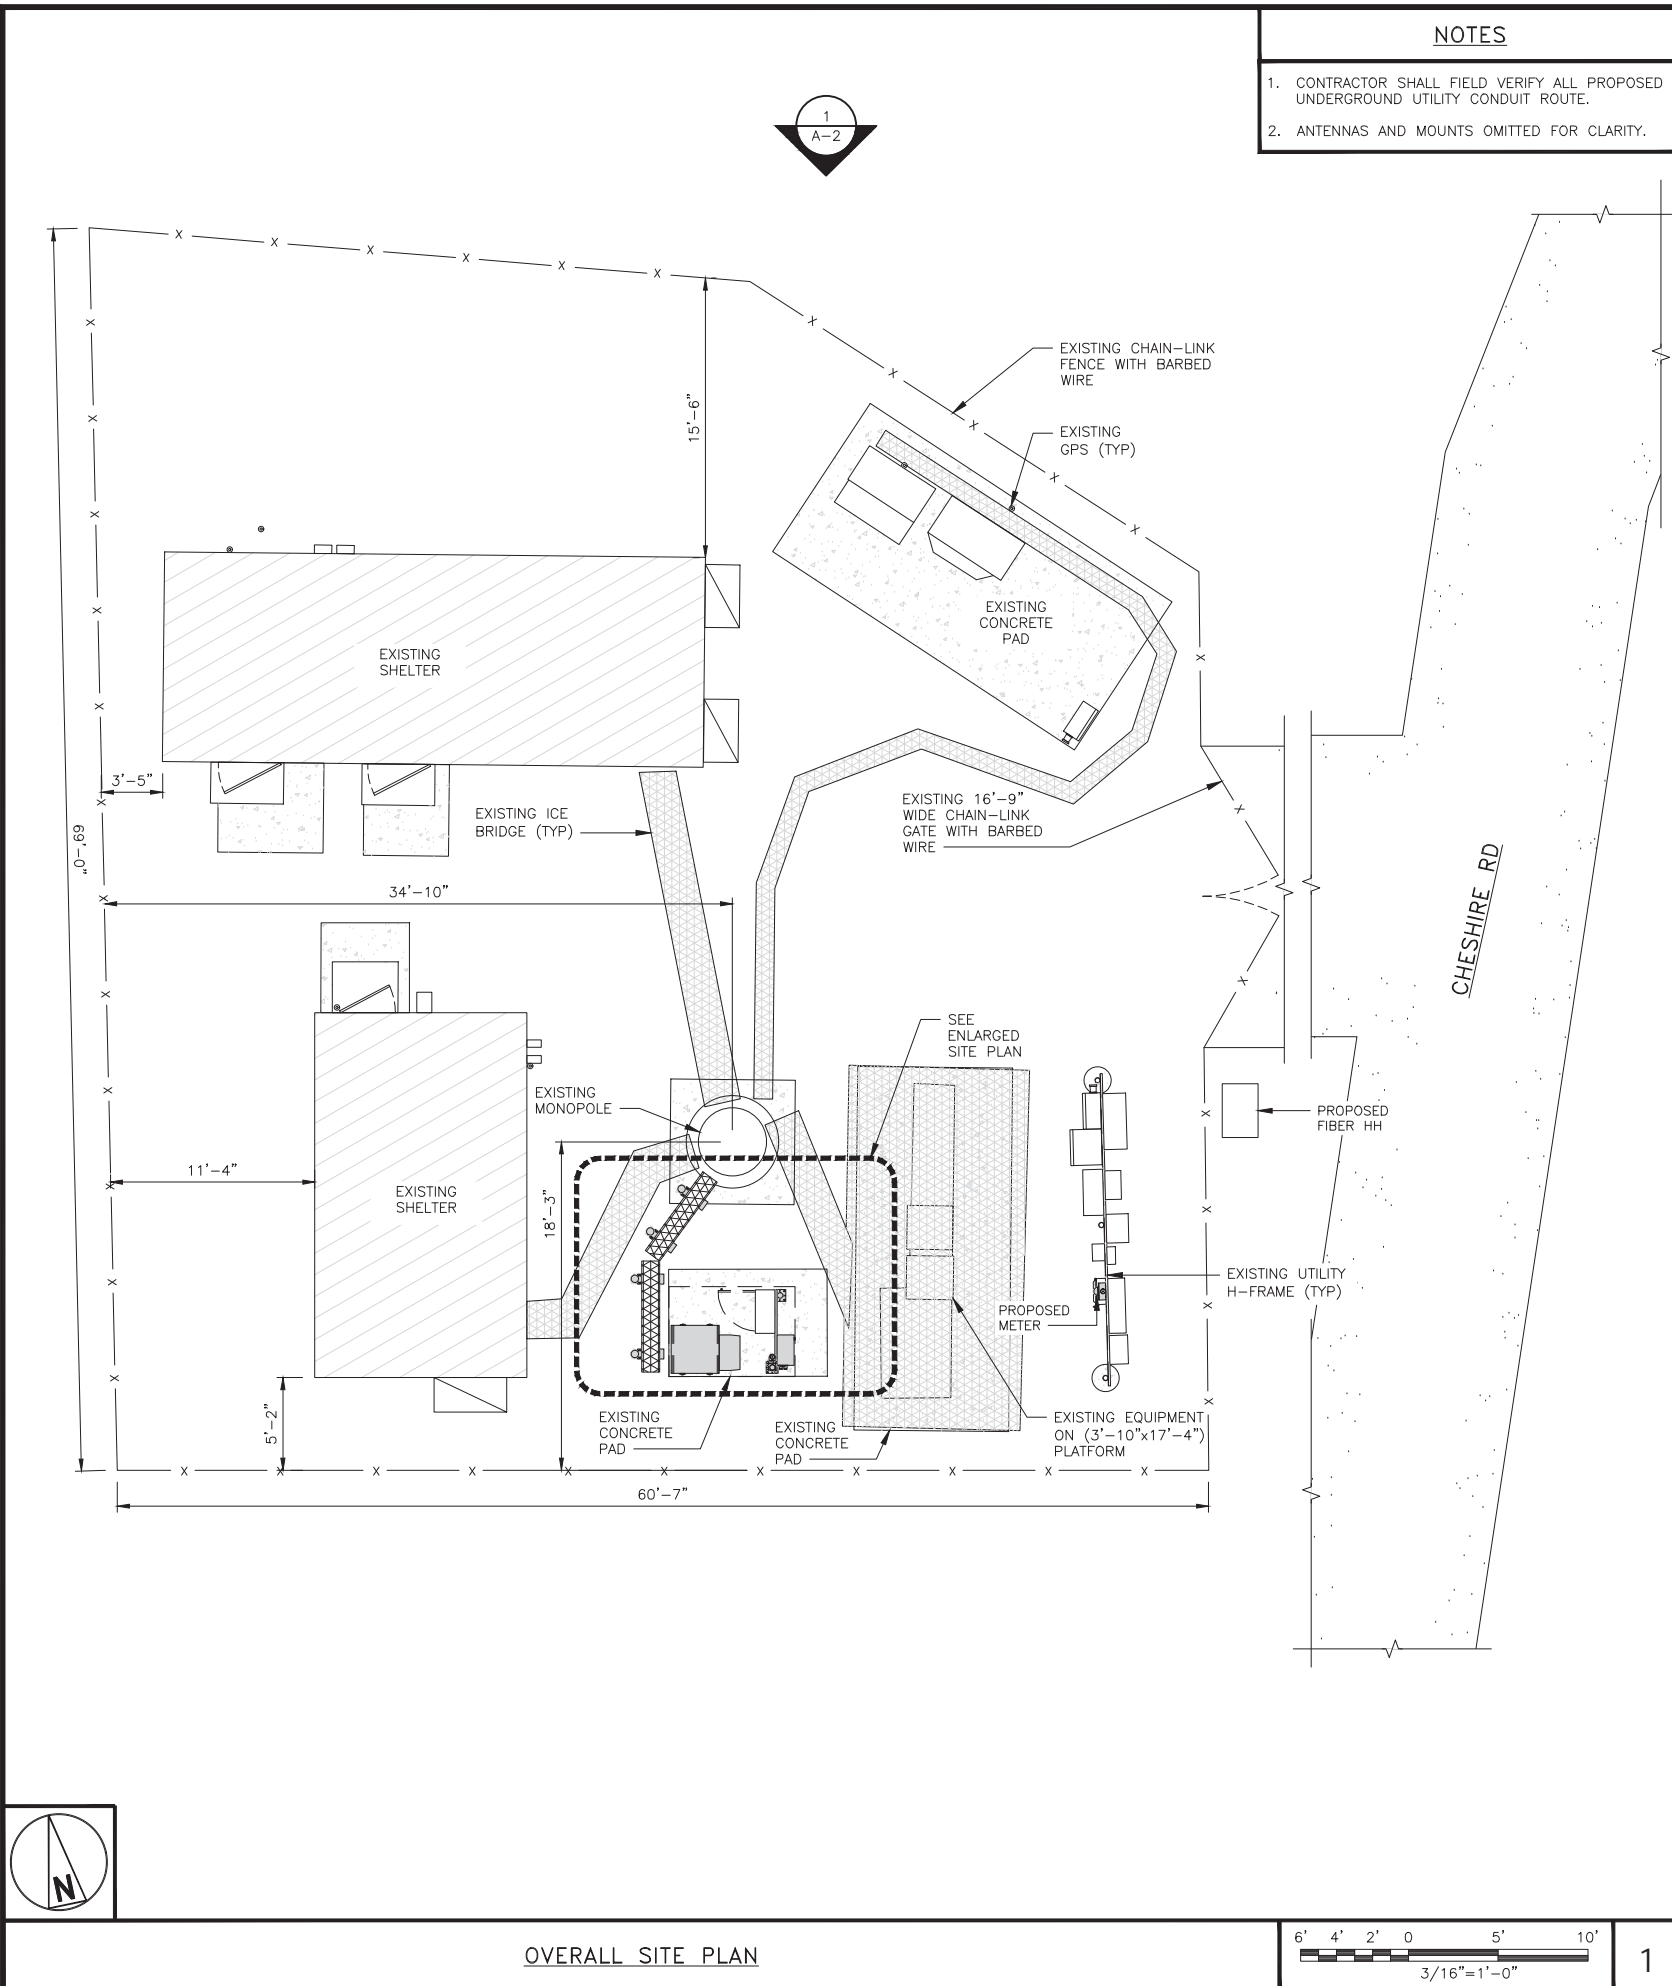 NOTES
1. CONTRACTOR SHALL FIELD VERIFY ALL PROPOSED
UNDERGROUND UTILITY CONDUIT ROUTE.
2. ANTENNAS AND MOUNTS OMITTED FOR CLARITY.
1
A-2
EXISTING CHAIN-LINK
FENCE WITH BARBED
WIRE
15'-6"
EXISTING
GPS (TYP)
EXISTING
CONCRETE
PAD
EXISTING
SHELTER
3'-5"
69'-0"
EXISTING ICE
BRIDGE (TYP)
EXISTING 16'-9"
WIDE CHAIN-LINK
GATE WITH BARBED
WIRE
34'-10"
CHESHIRE RD
SEE
ENLARGED
SITE PLAN
EXISTING
MONOPOLE
PROPOSED
FIBER HH
11'-4"
EXISTING
SHELTER
18'-3"
EXISTING UTILITY
H-FRAME (TYP)
PROPOSED
METER
5'-2"
EXISTING
CONCRETE
PAD
EXISTING
CONCRETE
PAD
EXISTING EQUIPMENT
ON (3'-10"x17'-4")
PLATFORM
60'-7"
N
OVERALL SITE PLAN
6' 4' 2' 0 5' 10'
3/16"=1'-0"
1